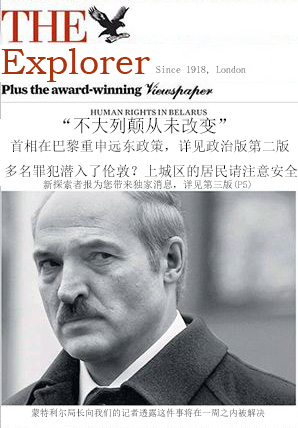 THE
Explorer
Since 1918, London
Plus the award-winning Viewspaper
HUMAN RIGHTS IN BELARUS
“不大列颠从未改变”
首相在巴黎重申远东政策，详见政治版第二版
多名罪犯潜入了伦敦？上城区的居民请注意安全
新探索者报为您带来独家消息，详见第三版(P5)
蒙特利尔局长向我们的记者透露这件事将在一周之内被解决